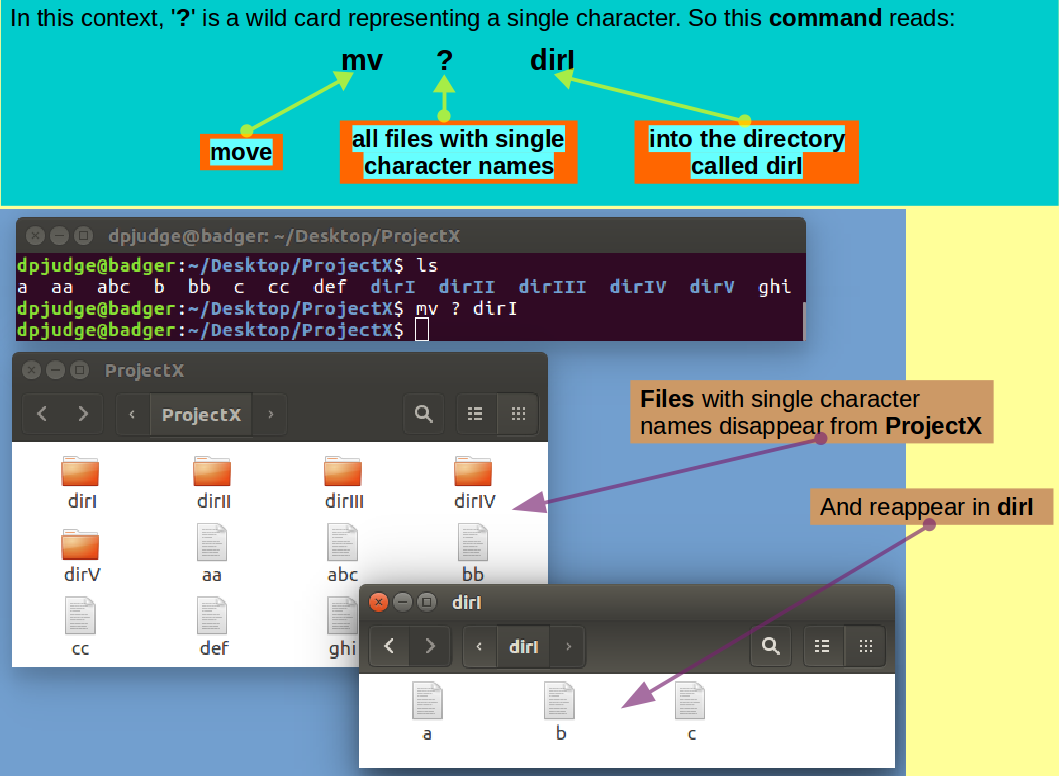 In this context, '?' is a wild card representing a single character. So this command reads:
mv ? dirI
move
all files with single
character names
into the directory
called dirI
dpjudge@badger: ~/Desktop/ProjectX
dpjudge@badger:~/Desktop/ProjectX$ ls
a aa abc b bb c cc def dirI dirII dirIII dirIV dirV ghi
dpjudge@badger:~/Desktop/ProjectX$ mv ? dirI
dpjudge@badger:~/Desktop/ProjectX$
ProjectX
ProjectX
dirI dirII dirIII dirIV
dirV aa abc bb
cc def ghi
Files with single character
names disappear from ProjectX
And reappear in dirI
dirI
dirI
a b c